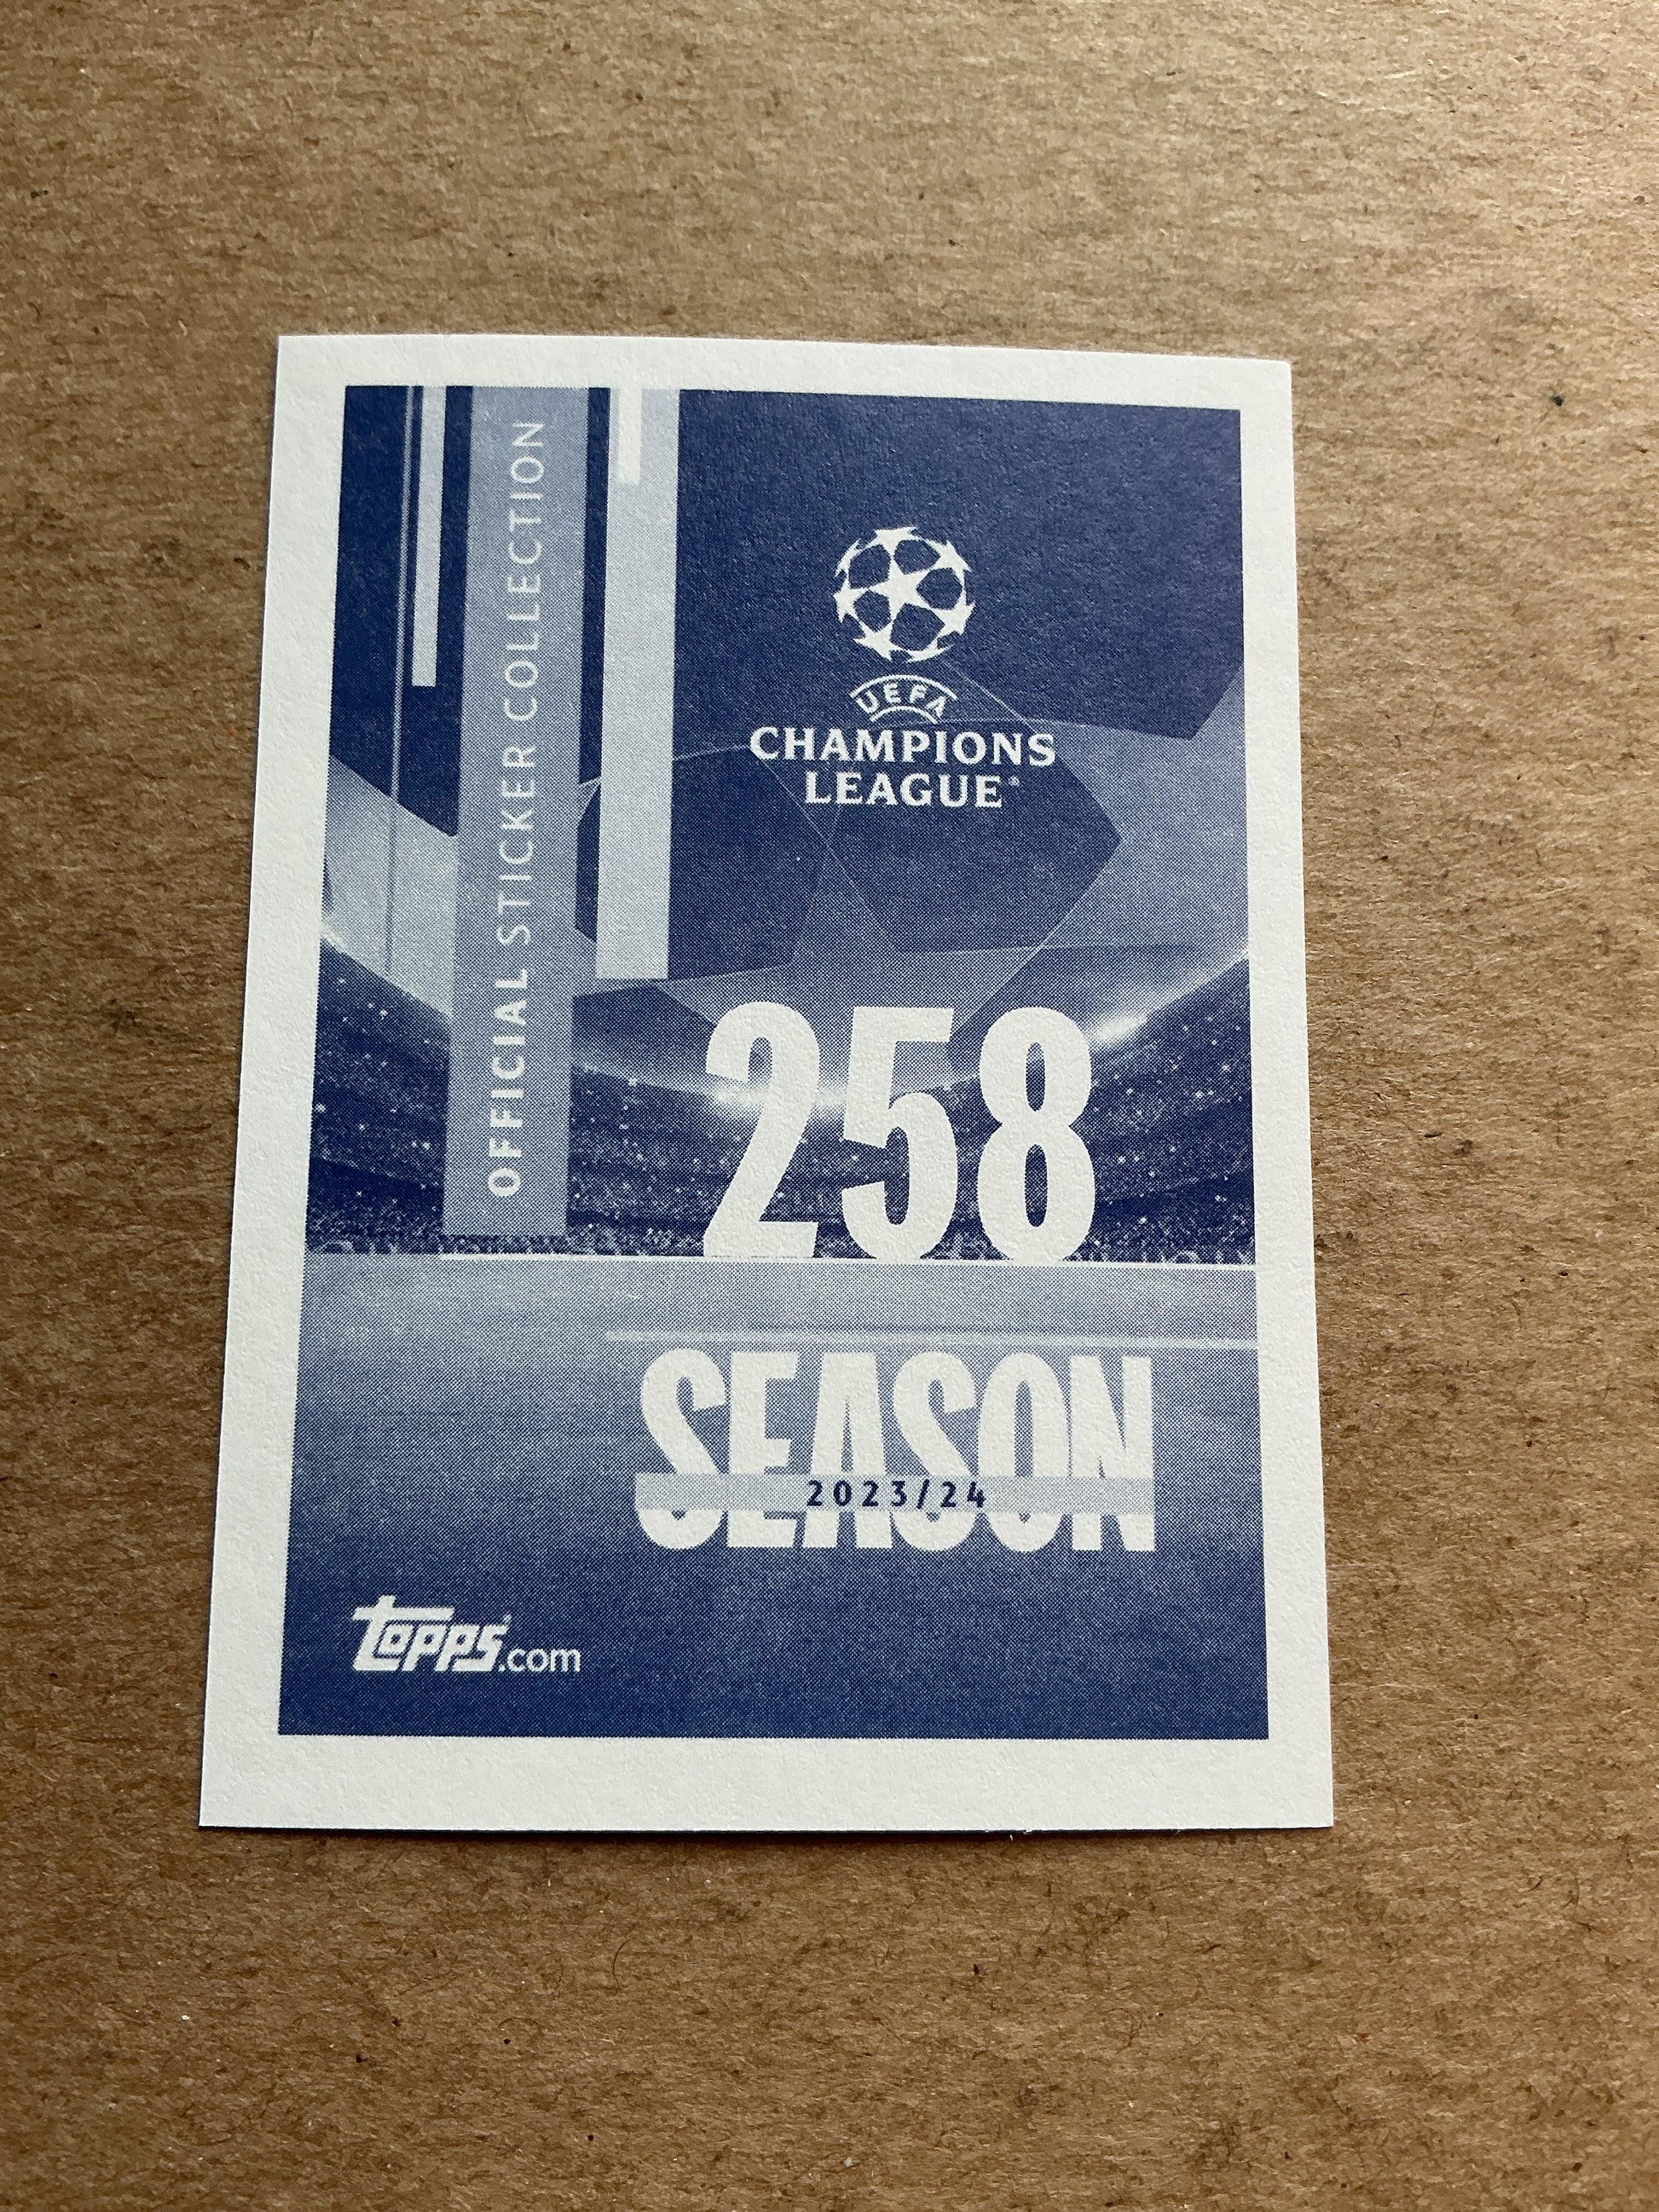 OFFICIAL STICKER COLLECTION
UEFA
CHAMPIONS
LEAGUE®
258
SEASON
2023/24
topps.com